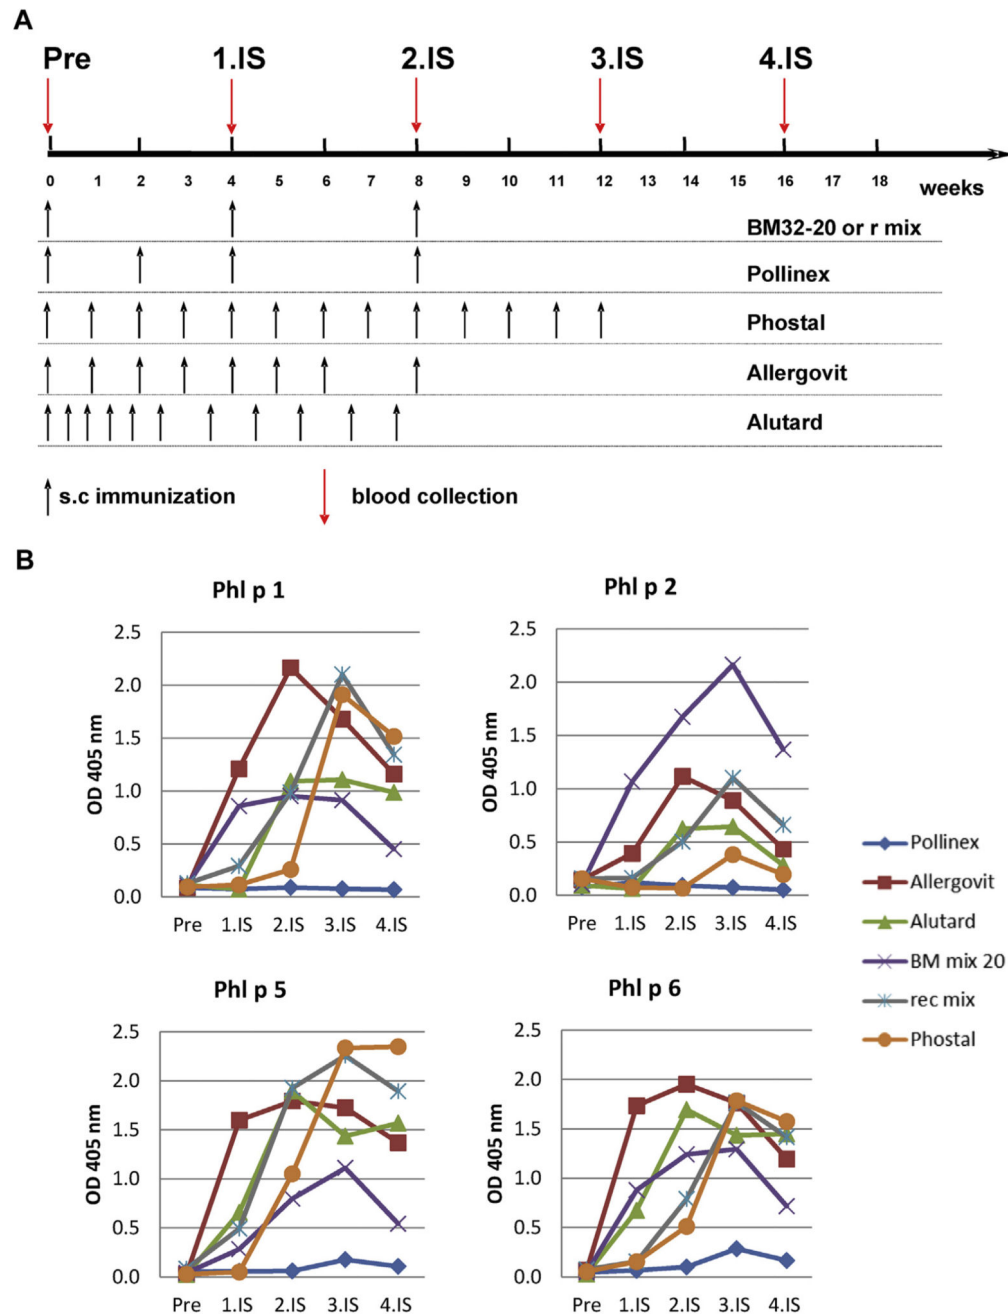 A
Pre 1.IS 2.IS 3.IS 4.IS
0 1 2 3 4 5 6 7 8 9 10 11 12 13 14 15 16 17 18 weeks
BM32-20 or r mix
Pollinex
Phostal
Allergovit
Alutard
s.c immunization blood collection
B
Phl p 1
OD 405 nm
2.5
2.0
1.5
1.0
0.5
0.0
Pre 1.IS 2.IS 3.IS 4.IS
Phl p 2
OD 405 nm
2.5
2.0
1.5
1.0
0.5
0.0
Pre 1.IS 2.IS 3.IS 4.IS
Phl p 5
OD 405 nm
2.5
2.0
1.5
1.0
0.5
0.0
Pre 1.IS 2.IS 3.IS 4.IS
Phl p 6
OD 405 nm
2.5
2.0
1.5
1.0
0.5
0.0
Pre 1.IS 2.IS 3.IS 4.IS
Pollinex
Allergovit
Alutard
BM mix 20
rec mix
Phostal